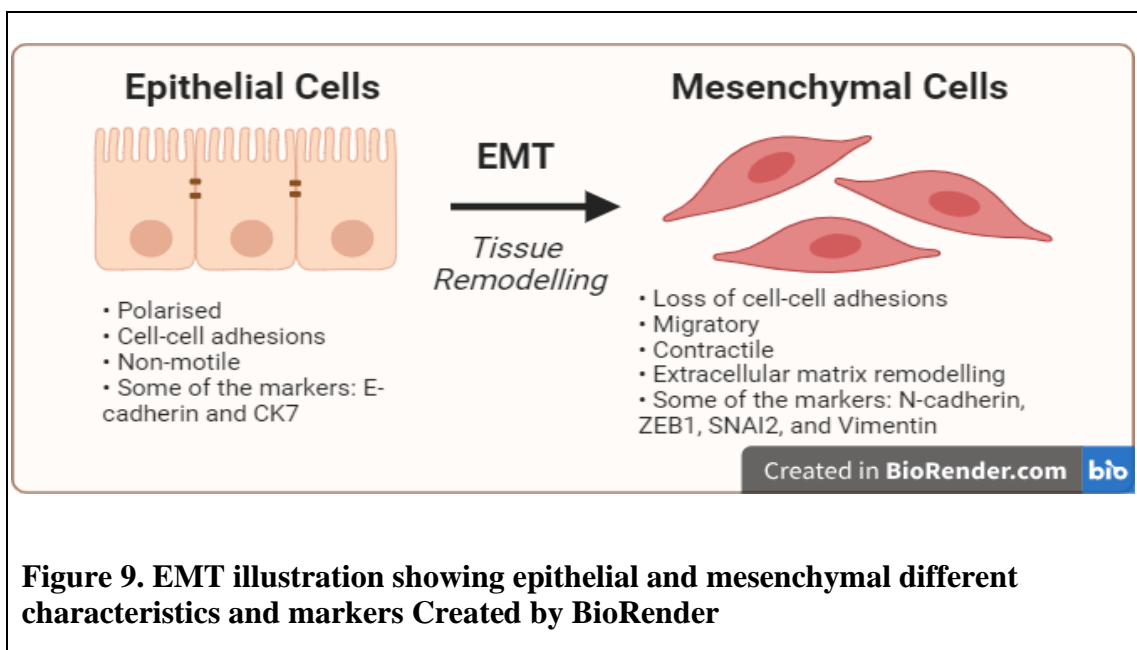 Epithelial Cells
• Polarised
• Cell-cell adhesions
• Non-motile
• Some of the markers: E-
cadherin and CK7
EMT
Tissue
Remodelling
Mesenchymal Cells
• Loss of cell-cell adhesions
• Migratory
• Contractile
• Extracellular matrix remodelling
• Some of the markers: N-cadherin,
ZEB1, SNAI2, and Vimentin
Created in BioRender.com bio
Figure 9. EMT illustration showing epithelial and mesenchymal different
characteristics and markers Created by BioRender